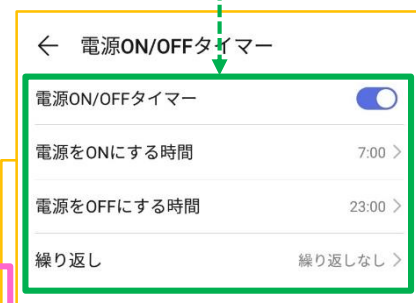 ← 電源ON/OFFタイマー
電源ON/OFFタイマー
電源をONにする時間 7:00 >
電源をOFFにする時間 23:00 >
繰り返し 繰り返しなし >